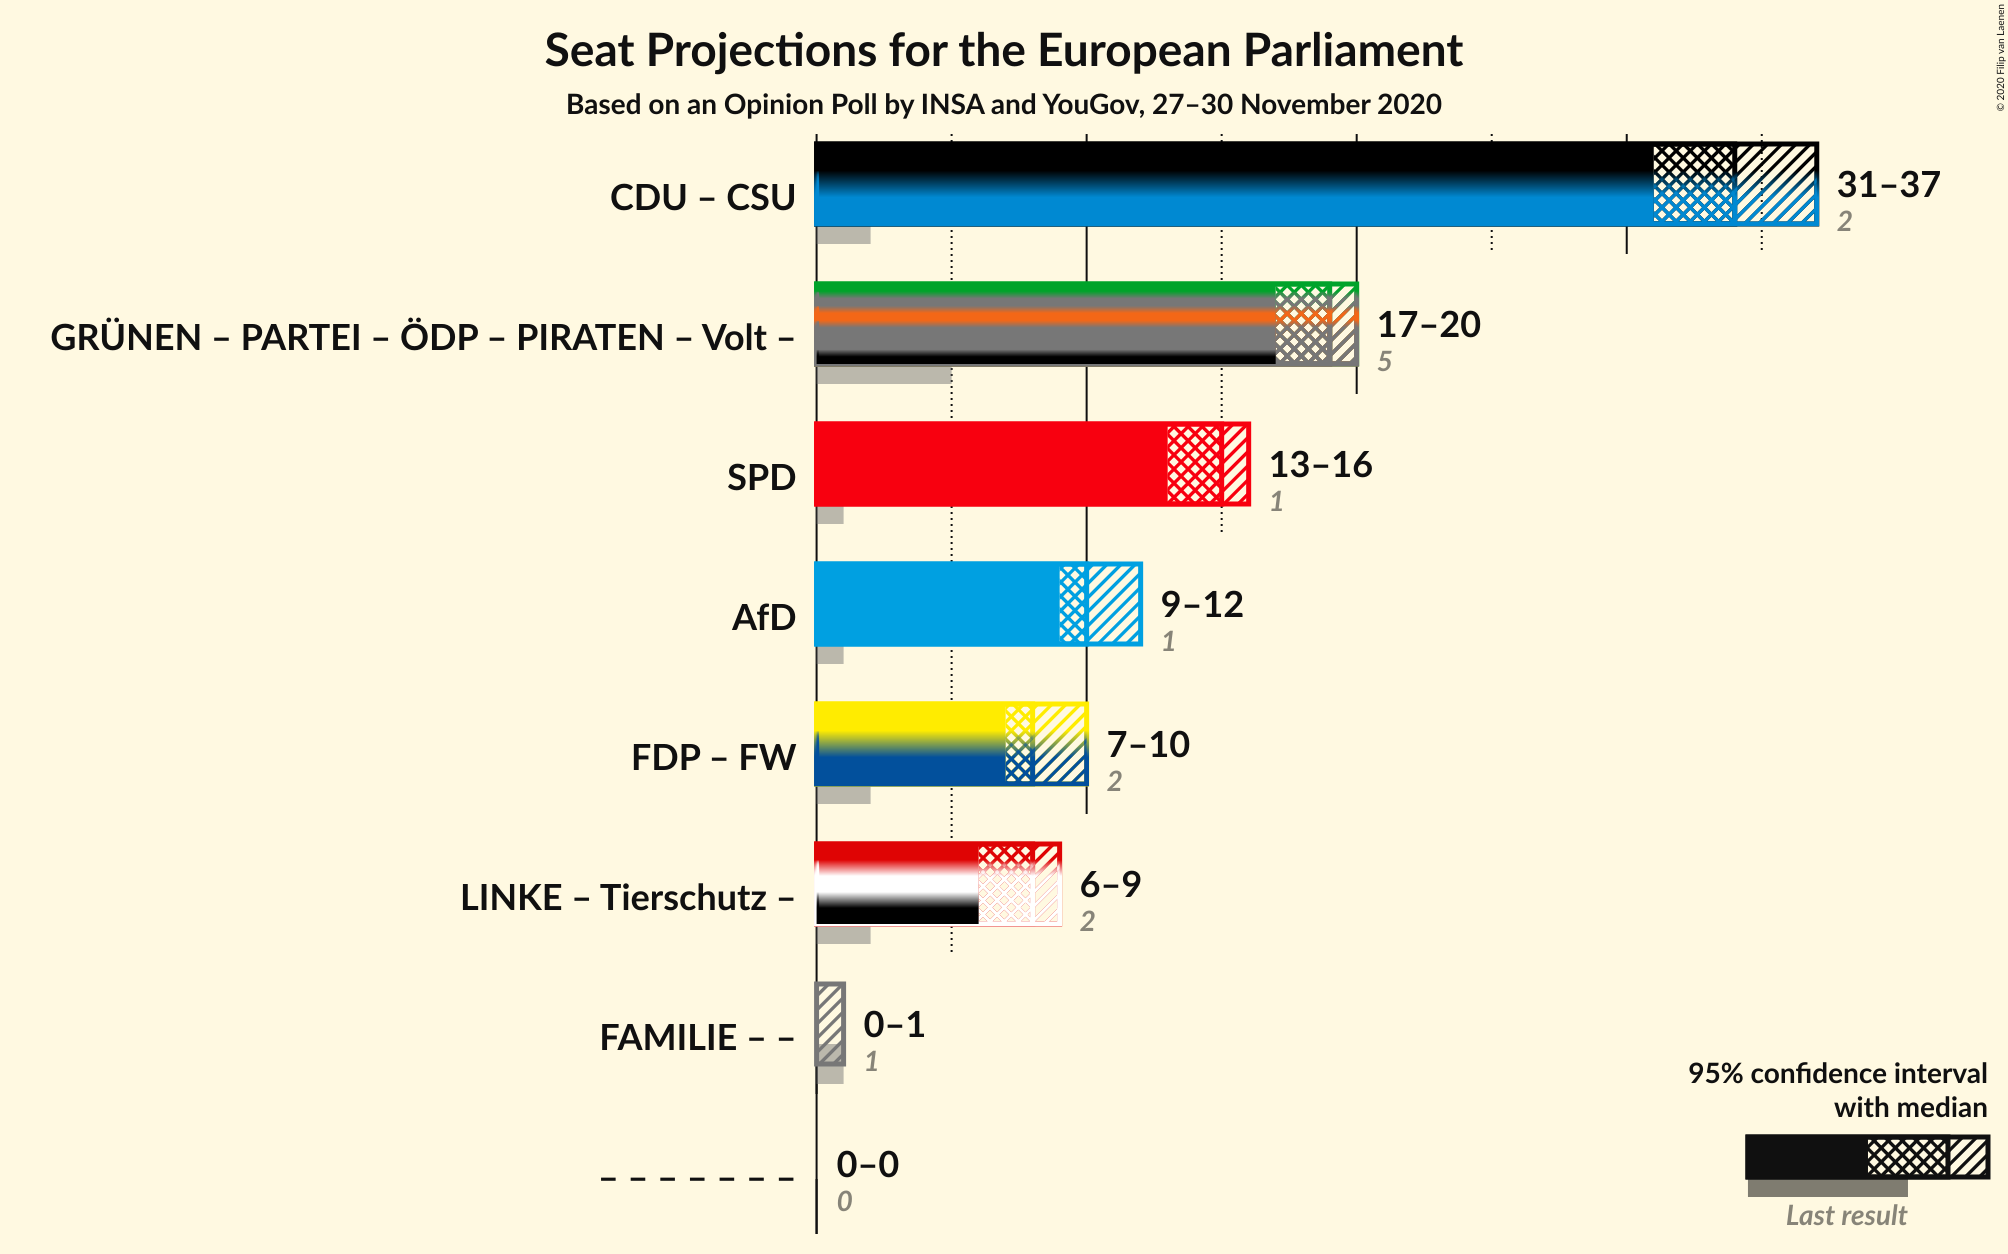 Seat Projections for the European Parliament
Based on an Opinion Poll by INSA and YouGov, 27–30 November 2020
© 2020 Filip van Laenen
CDU – CSU
31–37
2
GRÜNEN – PARTEI – ÖDP – PIRATEN – Volt –
17–20
5
SPD
13–16
1
AfD
9–12
1
FDP – FW
7–10
2
LINKE – Tierschutz –
6–9
2
FAMILIE – –
0–1
1
– – – – – – –
0–0
0
95% confidence interval
with median
Last result